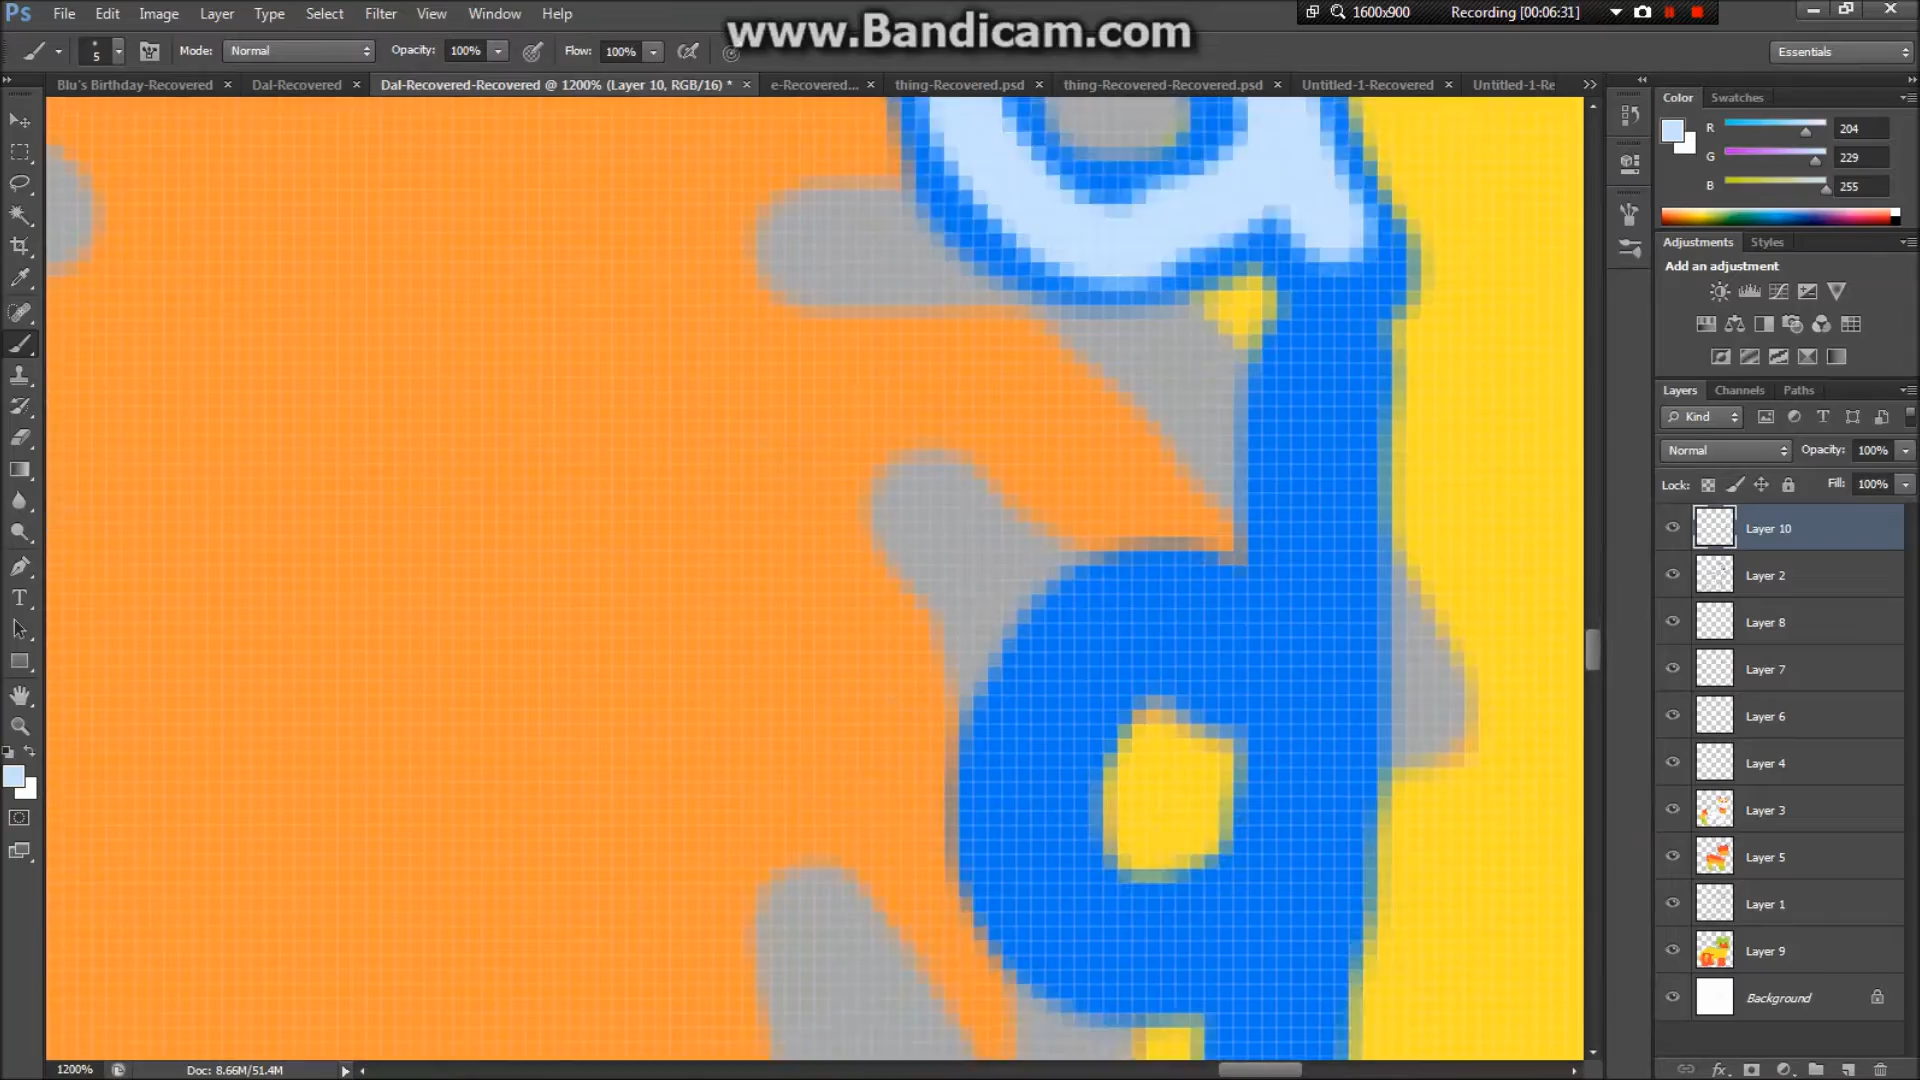 Ps File Edit Image Layer Type Select Filter View Window Help
www.Bandicam.com
1600x900 Recording [00:06:31]
5 Mode: Normal Opacity: 100% Flow: 100% Essentials
Blu's Birthday-Recovered × Dal-Recovered × Dal-Recovered-Recovered @ 1200% (Layer 10, RGB/16) * × e-Recovered... × thing-Recovered.psd × thing-Recovered-Recovered.psd × Untitled-1-Recovered × Untitled-1-Re
Color Swatches
R 204
G 229
B 255
Adjustments Styles
Add an adjustment
Layers Channels Paths
Kind
Normal Opacity: 100%
Lock: Fill: 100%
Layer 10
Layer 2
Layer 8
Layer 7
Layer 6
Layer 4
Layer 3
Layer 5
Layer 1
Layer 9
Background
1200% Doc: 8.66M/51.4M